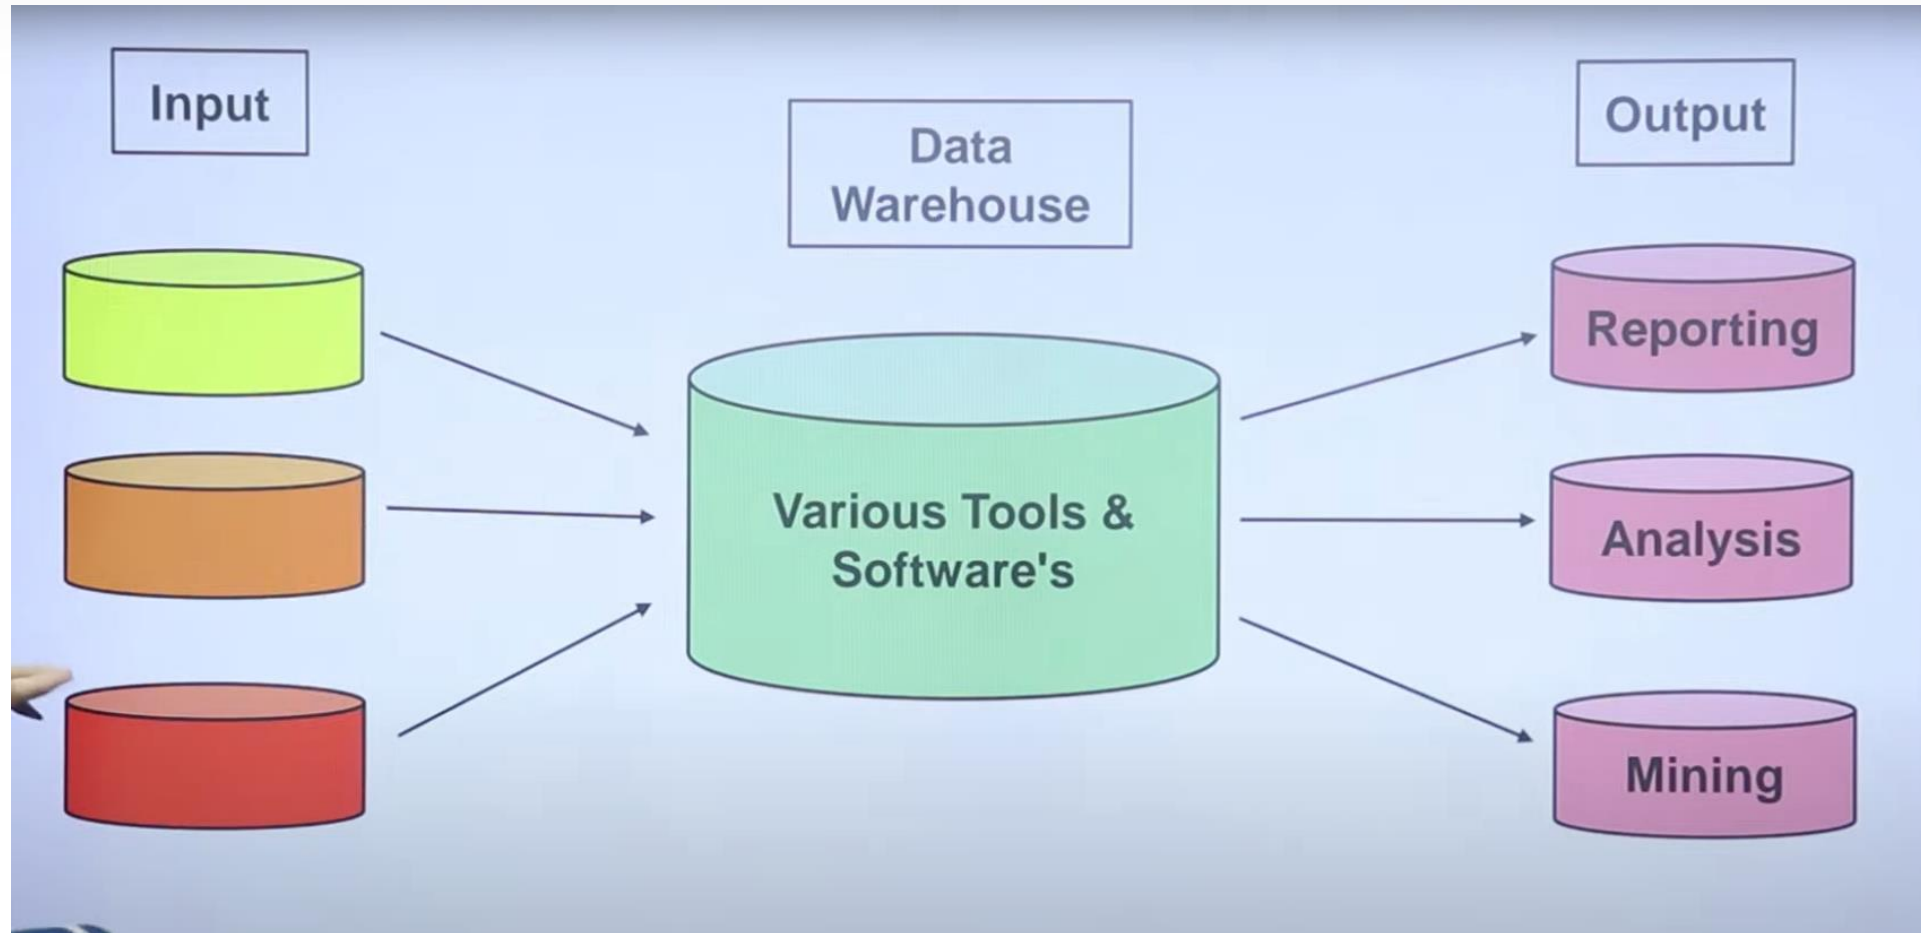 Input
Data
Warehouse
Output
Various Tools &
Software's
Reporting
Analysis
Mining